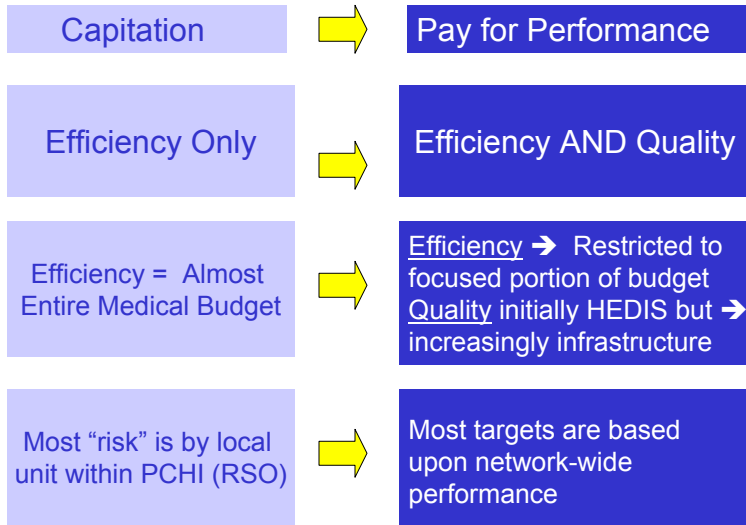 Capitation
Pay for Performance
Efficiency Only
Efficiency AND Quality
Efficiency = Almost
Entire Medical Budget
Efficiency ➔ Restricted to
focused portion of budget
Quality initially HEDIS but ➔
increasingly infrastructure
Most “risk” is by local
unit within PCHI (RSO)
Most targets are based
upon network-wide
performance